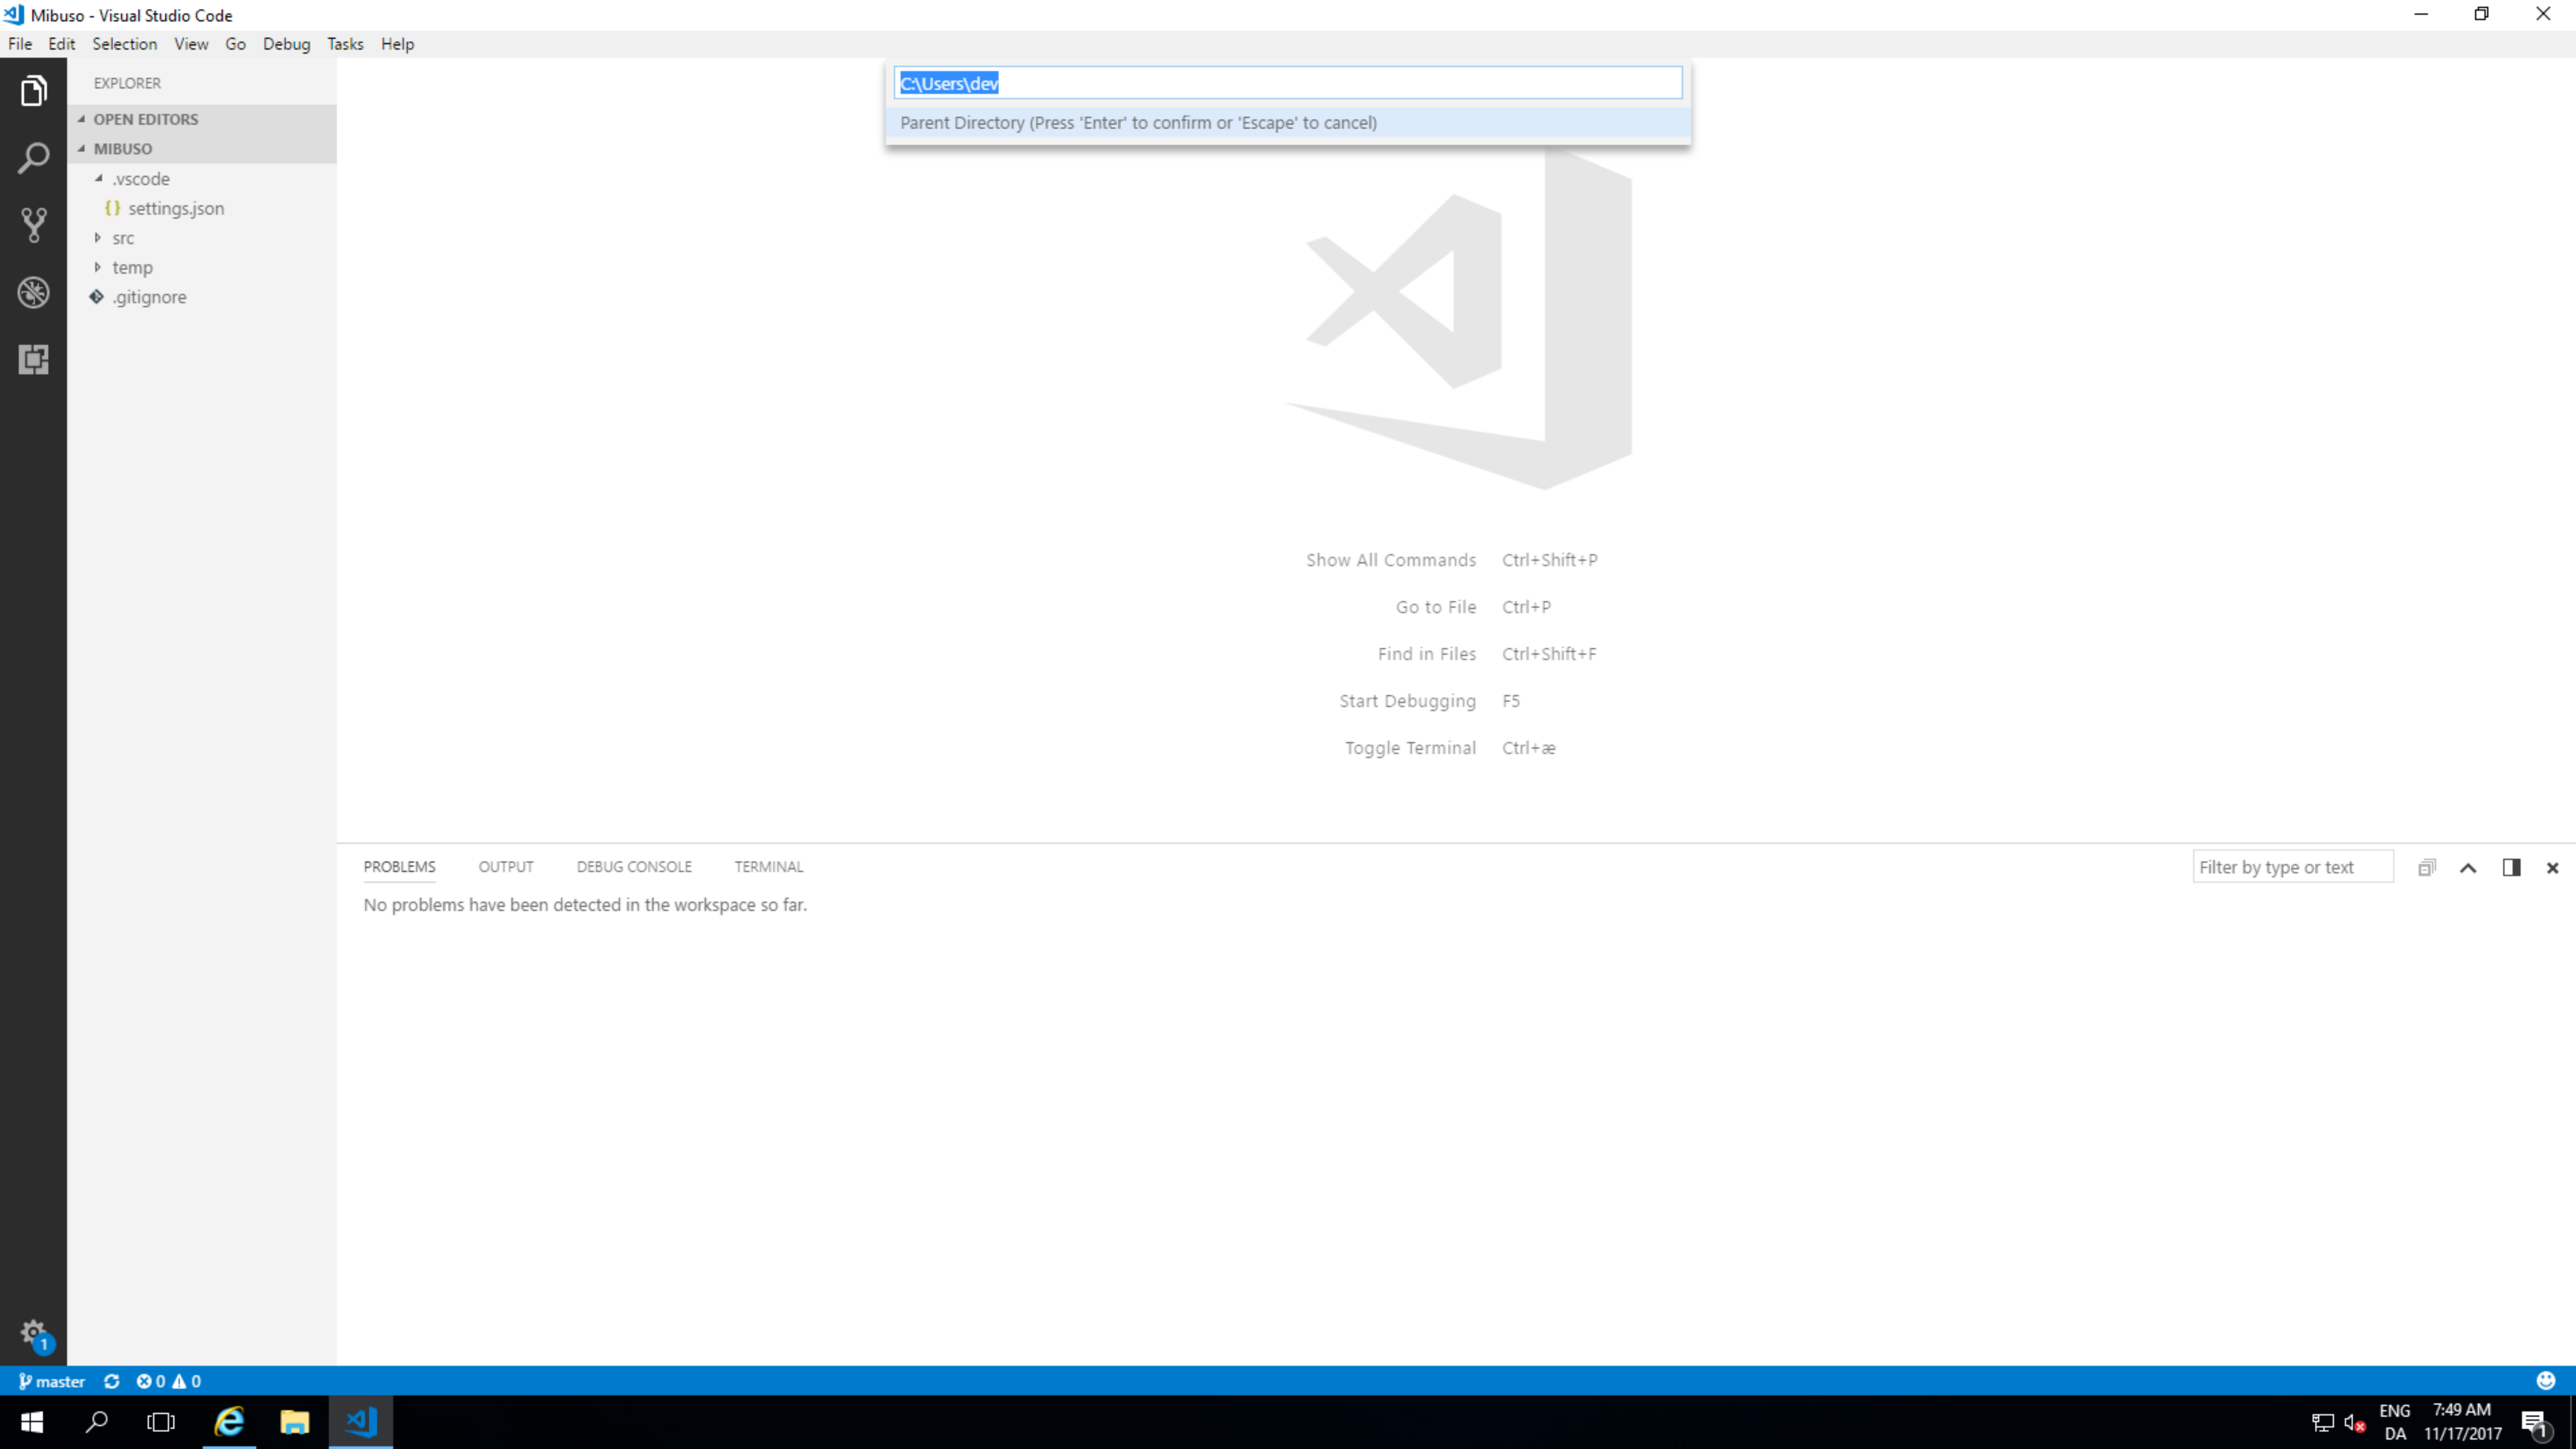 Mibuso - Visual Studio Code
File Edit Selection View Go Debug Tasks Help
EXPLORER
OPEN EDITORS
MIBUSO
.vscode
{} settings.json
src
temp
.gitignore
C:\Users\dev
Parent Directory (Press 'Enter' to confirm or 'Escape' to cancel)
Show All Commands Ctrl+Shift+P
Go to File Ctrl+P
Find in Files Ctrl+Shift+F
Start Debugging F5
Toggle Terminal Ctrl+æ
PROBLEMS OUTPUT DEBUG CONSOLE TERMINAL Filter by type or text
No problems have been detected in the workspace so far.
1
master 0 0
ENG 7:49 AM
DA 11/17/2017 1